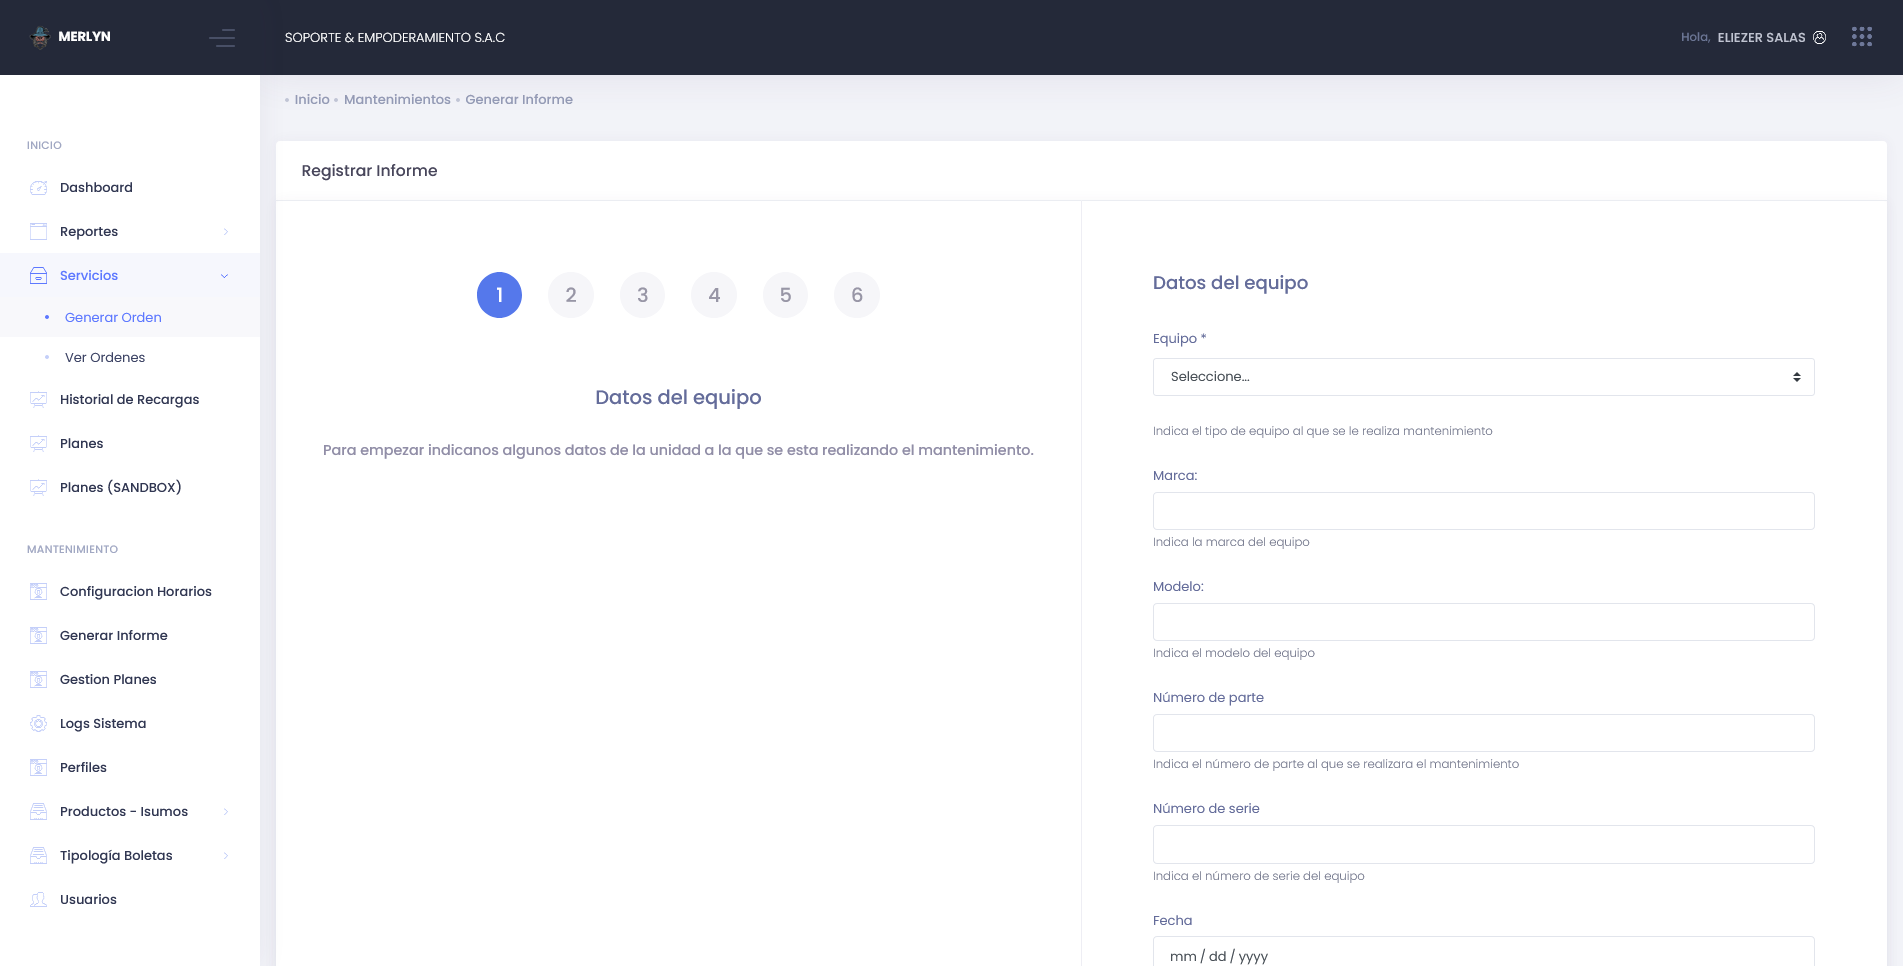 MERLYN
SOPORTE & EMPODERAMIENTO S.A.C
Hola, ELIEZER SALAS
• Inicio • Mantenimientos • Generar Informe
INICIO
Dashboard
Reportes
Servicios
• Generar Orden
• Ver Ordenes
Historial de Recargas
Planes
Planes (SANDBOX)
MANTENIMIENTO
Configuracion Horarios
Generar Informe
Gestion Planes
Logs Sistema
Perfiles
Productos - Isumos
Tipología Boletas
Usuarios
Registrar Informe
1 2 3 4 5 6
Datos del equipo
Para empezar indicanos algunos datos de la unidad a la que se esta realizando el mantenimiento.
Datos del equipo
Equipo *
Seleccione...
Indica el tipo de equipo al que se le realiza mantenimiento
Marca:
Indica la marca del equipo
Modelo:
Indica el modelo del equipo
Número de parte
Indica el número de parte al que se realizara el mantenimiento
Número de serie
Indica el número de serie del equipo
Fecha
mm / dd / yyyy